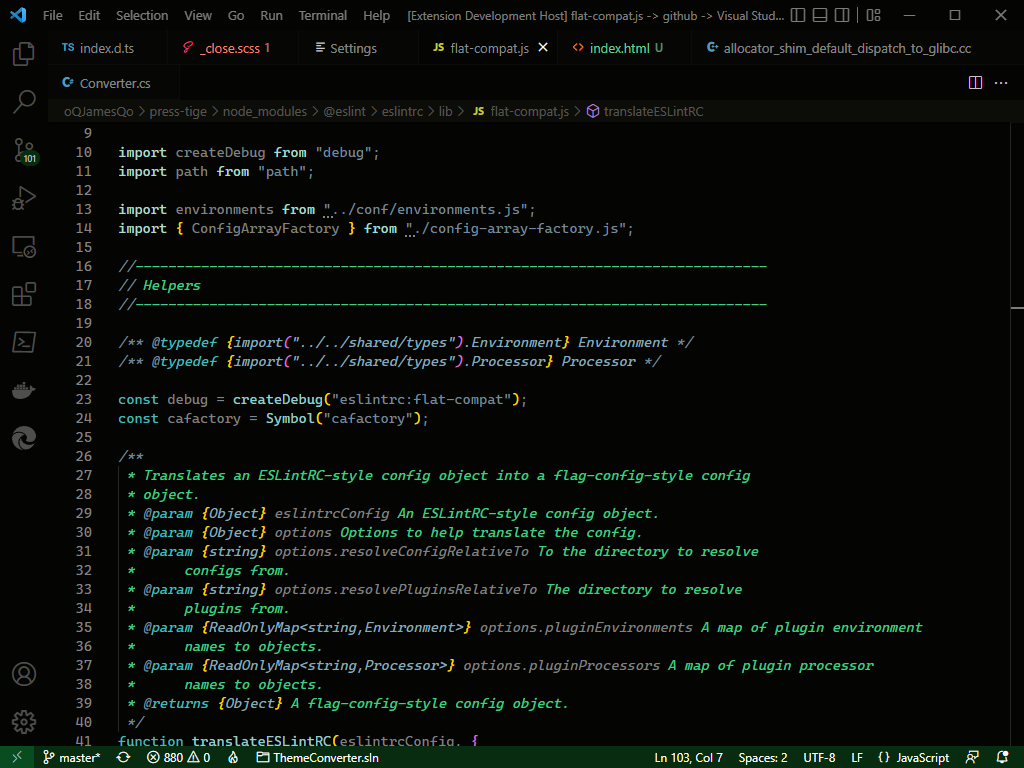 File Edit Selection View Go Run Terminal Help [Extension Development Host] flat-compat.js -> github -> Visual Stud...
TS index.d.ts _close.scss 1 Settings JS flat-compat.js index.html U allocator_shim_default_dispatch_to_glibc.cc
Converter.cs
oQJamesQo > press-tige > node_modules > @eslint > eslintrc > lib > JS flat-compat.js > translateESLintRC
9
10 import createDebug from "debug";
11 import path from "path";
12
13 import environments from "../conf/environments.js";
14 import { ConfigArrayFactory } from "./config-array-factory.js";
15
16 //-----------------------------------------------------------------------------
17 // Helpers
18 //-----------------------------------------------------------------------------
19
20 /** @typedef {import("../../shared/types").Environment} Environment */
21 /** @typedef {import("../../shared/types").Processor} Processor */
22
23 const debug = createDebug("eslintrc:flat-compat");
24 const cafactory = Symbol("cafactory");
25
26 /**
27 * Translates an ESLintRC-style config object into a flag-config-style config
28 * object.
29 * @param {Object} eslintrcConfig An ESLintRC-style config object.
30 * @param {Object} options Options to help translate the config.
31 * @param {string} options.resolveConfigRelativeTo To the directory to resolve
32 * configs from.
33 * @param {string} options.resolvePluginsRelativeTo The directory to resolve
34 * plugins from.
35 * @param {ReadOnlyMap<string,Environment>} options.pluginEnvironments A map of plugin environment
36 * names to objects.
37 * @param {ReadOnlyMap<string,Processor>} options.pluginProcessors A map of plugin processor
38 * names to objects.
39 * @returns {Object} A flag-config-style config object.
40 */
41 function translateESLintRC(eslintrcConfig, {
101
master* 880 0 ThemeConverter.sln Ln 103, Col 7 Spaces: 2 UTF-8 LF {} JavaScript